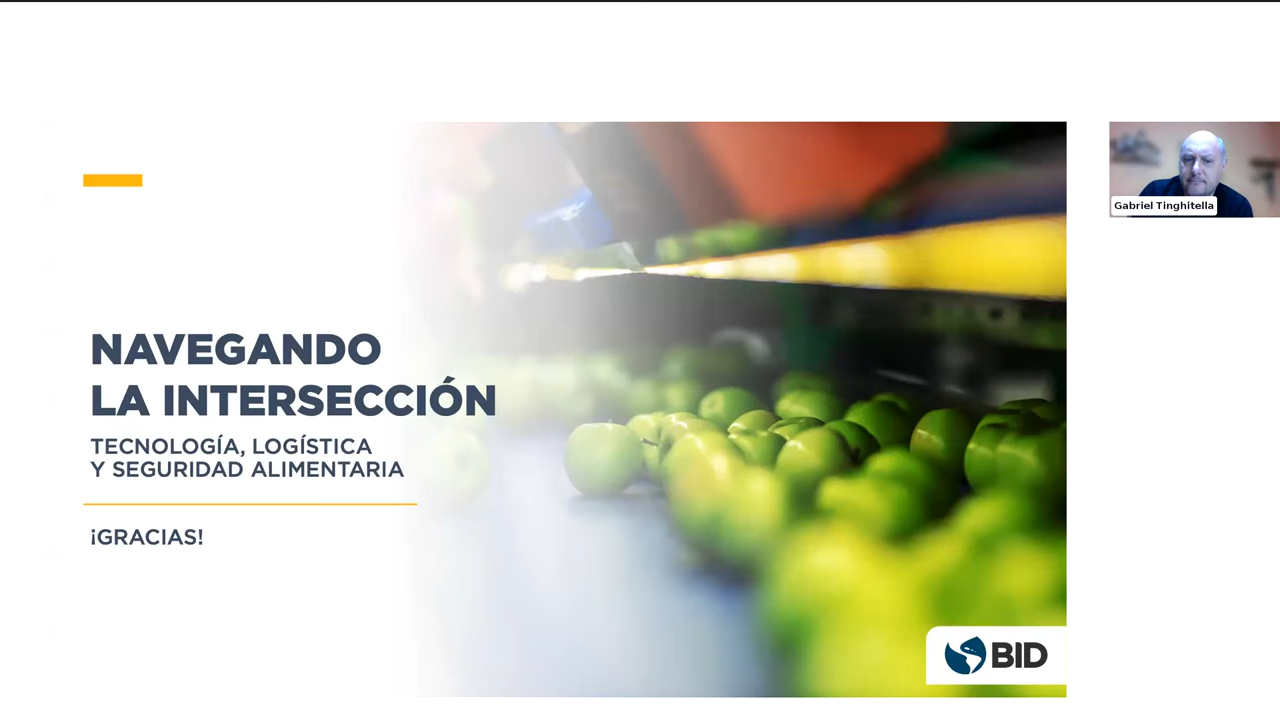 NAVEGANDO
LA INTERSECCIÓN
TECNOLOGÍA, LOGÍSTICA
Y SEGURIDAD ALIMENTARIA
¡GRACIAS!
BID
Gabriel Tinghitella